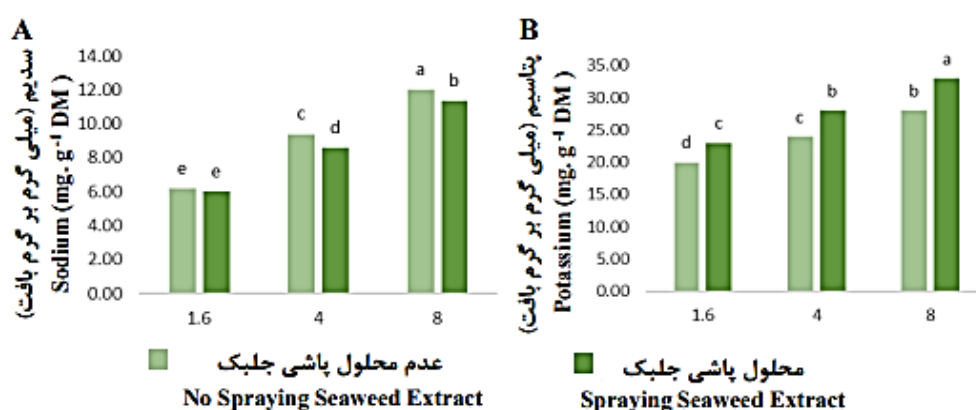 A
سدیم (میلی گرم بر گرم بافت)
Sodium (mg. g⁻¹ DM )
14.00
12.00
10.00
8.00
6.00
4.00
2.00
0.00
e e c d a b
1.6 4 8
B
پتاسیم (میلی گرم بر گرم بافت)
Potassium (mg. g⁻¹ DM )
35.00
30.00
25.00
20.00
15.00
10.00
5.00
0.00
d c c b b a
1.6 4 8
عدم محلول پاشی جلبک
No Spraying Seaweed Extract
محلول پاشی جلبک
Spraying Seaweed Extract